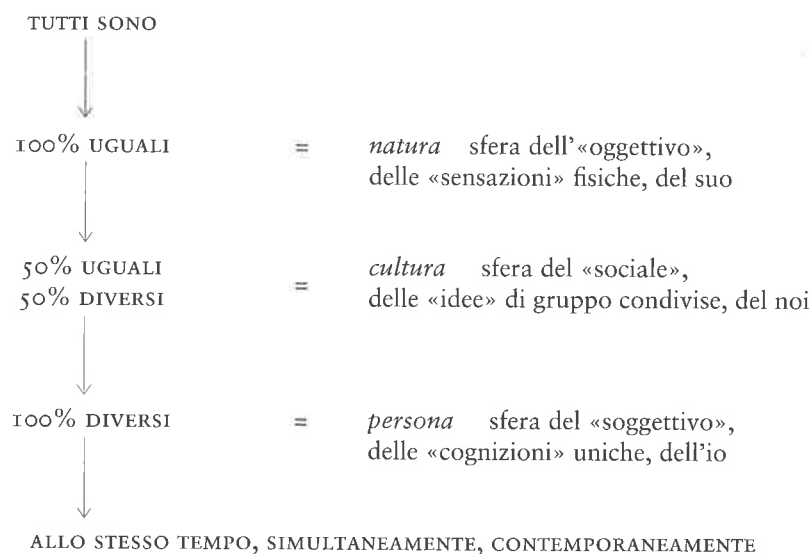 TUTTI SONO
100% UGUALI = natura sfera dell'«oggettivo»,
delle «sensazioni» fisiche, del suo
50% UGUALI
50% DIVERSI
= cultura sfera del «sociale»,
delle «idee» di gruppo condivise, del noi
100% DIVERSI = persona sfera del «soggettivo»,
delle «cognizioni» uniche, dell'io
ALLO STESSO TEMPO, SIMULTANEAMENTE, CONTEMPORANEAMENTE